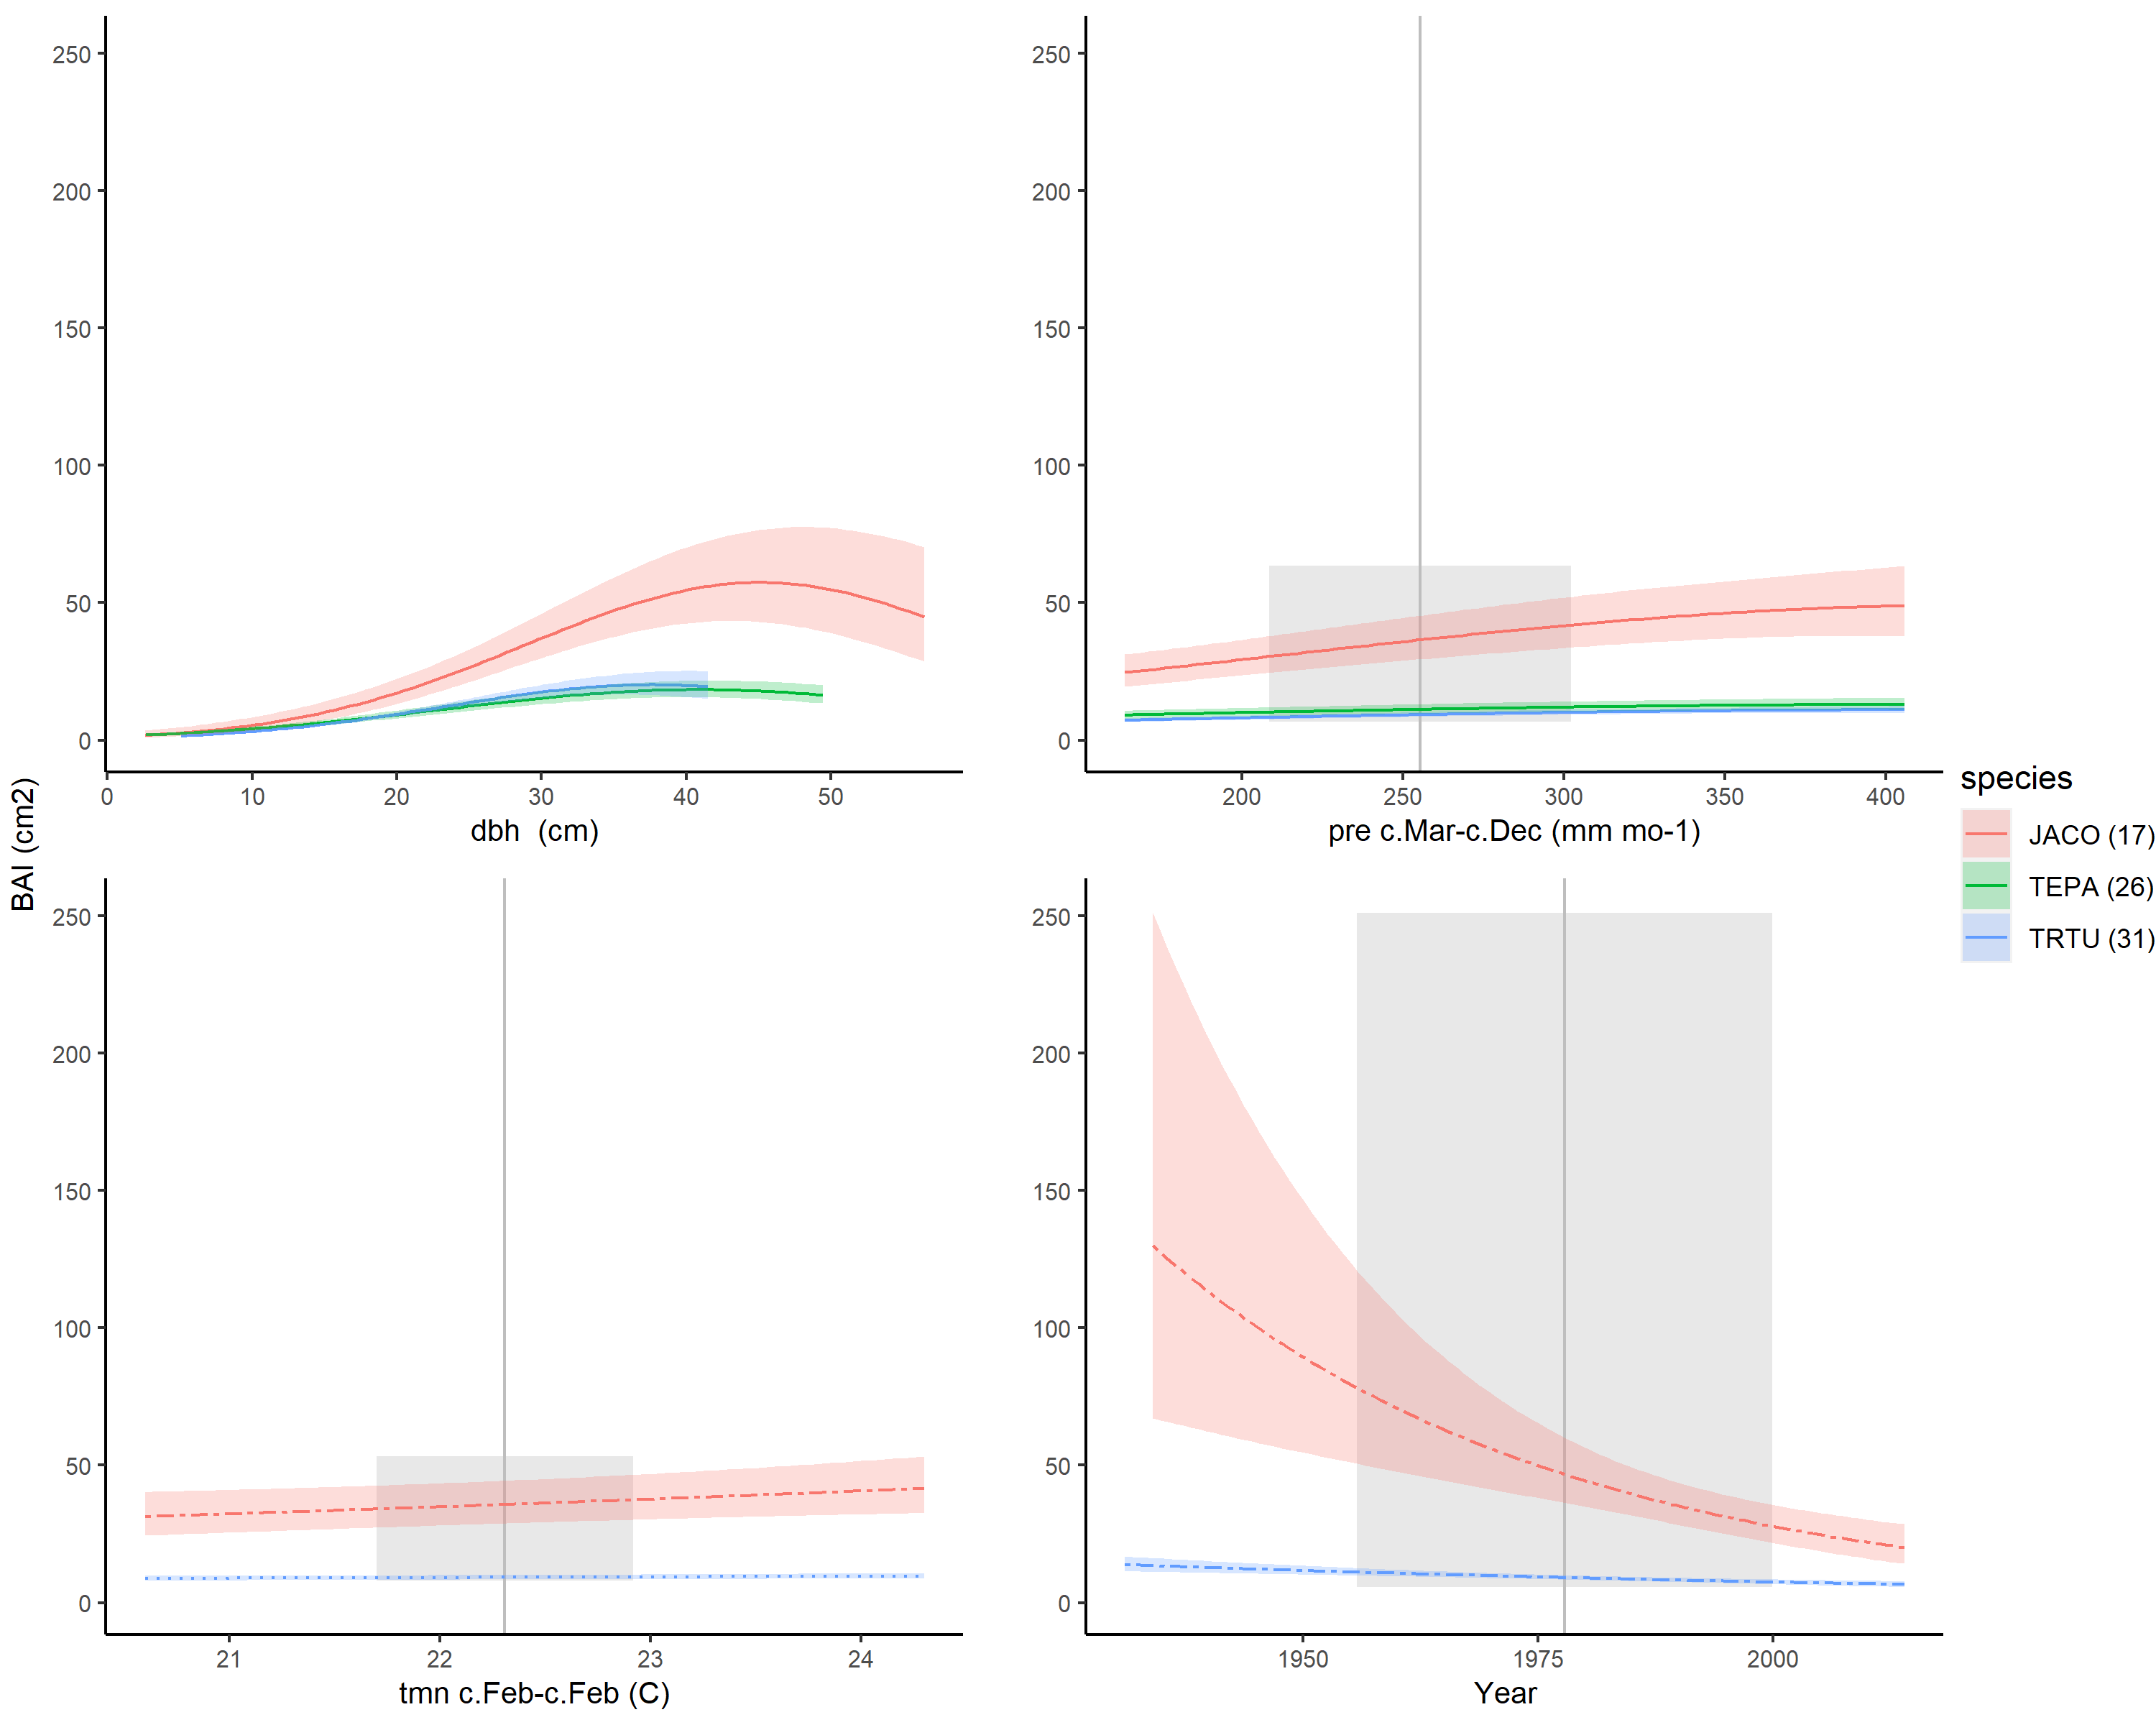 250
200
150
100
50
0
0 10 20 30 40 50
dbh (cm)
250
200
150
100
50
0
200 250 300 350 400
pre c.Mar-c.Dec (mm mo-1)
BAI (cm2)
250
200
150
100
50
0
21 22 23 24
tmn c.Feb-c.Feb (C)
250
200
150
100
50
0
1950 1975 2000
Year
species
JACO (17)
TEPA (26)
TRTU (31)